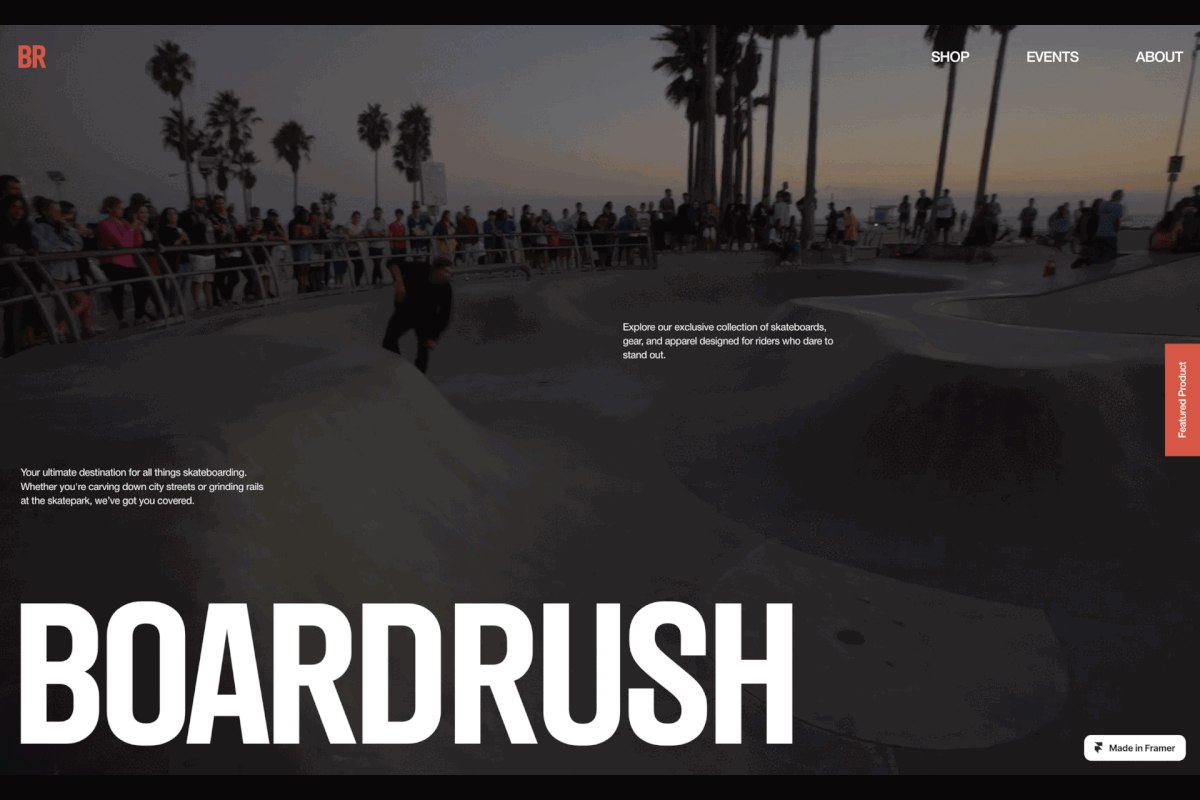 BR
SHOP
EVENTS
ABOUT
Explore our exclusive collection of skateboards,
gear, and apparel designed for riders who dare to
stand out.
Featured Product
Your ultimate destination for all things skateboarding.
Whether you're carving down city streets or grinding rails
at the skatepark, we've got you covered.
BOARDRUSH
Made in Framer